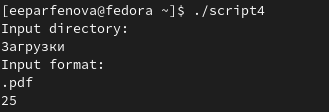 [eeparfenova@fedora ~]$ ./script4
Input directory:
Загрузки
Input format:
.pdf
25